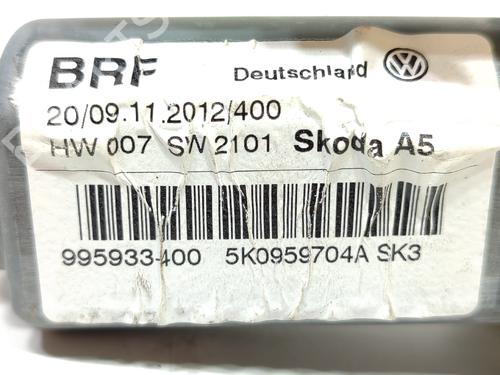 BRF Deutschland
20/09.11.2012/400
HW 007 SW 2101 Skoda A5
995933-400 5K0959704A SK3